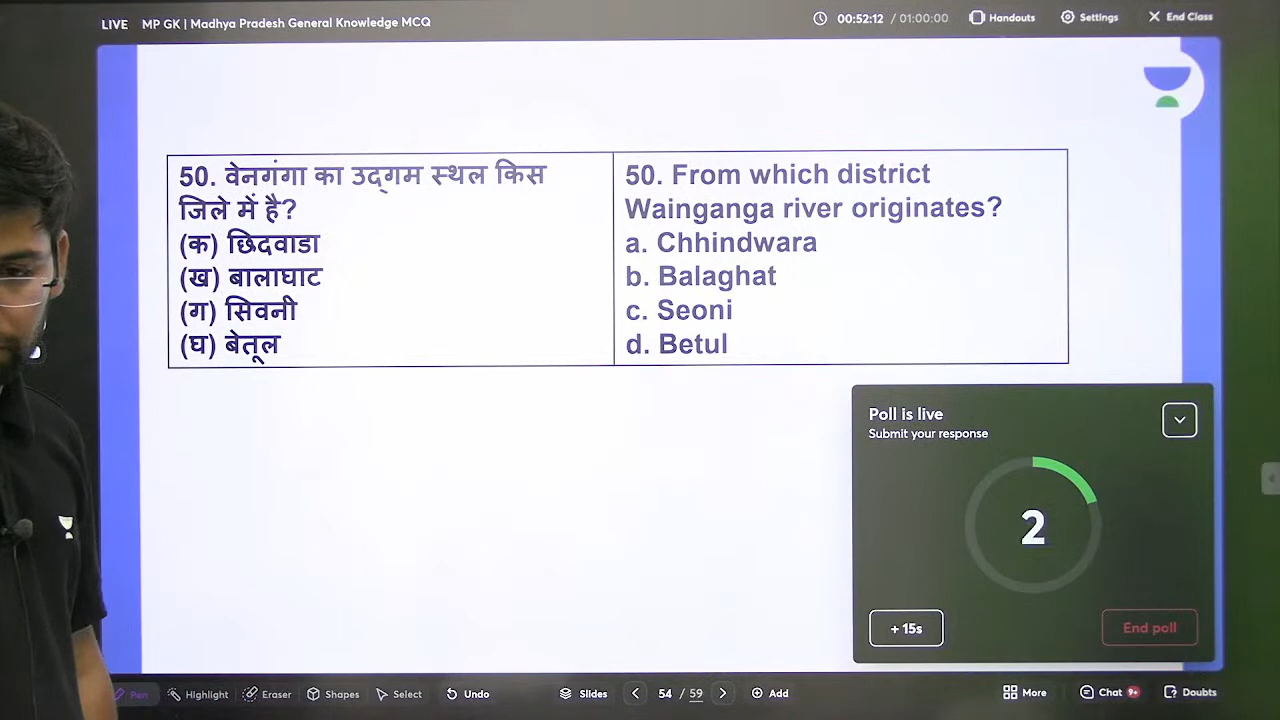 LIVE MP GK | Madhya Pradesh General Knowledge MCQ
00:52:12 / 01:00:00 Handouts Settings End Class
50. वेनगंगा का उद्गम स्थल किस
जिले में है?
(क) छिदवाडा
(ख) बालाघाट
(ग) सिवनी
(घ) बेतूल
50. From which district
Wainganga river originates?
a. Chhindwara
b. Balaghat
c. Seoni
d. Betul
Poll is live
Submit your response
2
+ 15s End poll
Pen Highlight Eraser Shapes Select Undo Slides 54 / 59 Add More Chat 9+ Doubts